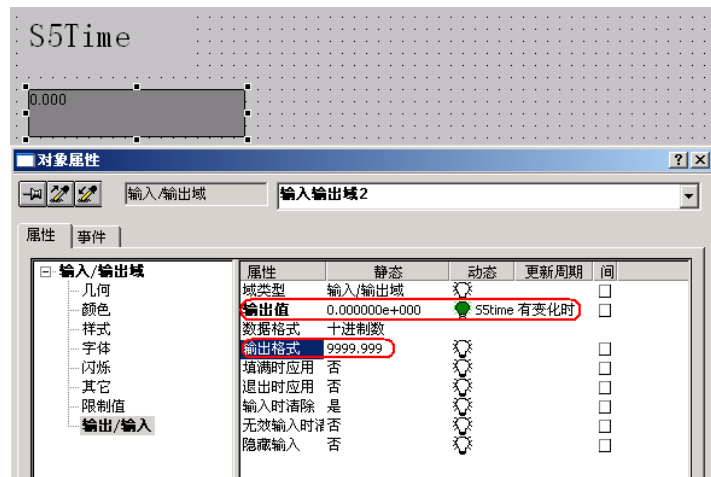 S5Time
0.000
对象属性
输入/输出域 输入输出域2
属性 事件
输入/输出域
几何
颜色
样式
字体
闪烁
其它
限制值
输出/输入
属性 静态 动态 更新周期 间
域类型 输入/输出域
输出值 0.000000e+000 S5time 有变化时
数据格式 十进制数
输出格式 9999.999
填满时应用 否
退出时应用 否
输入时清除 是
无效输入时 否
隐藏输入 否